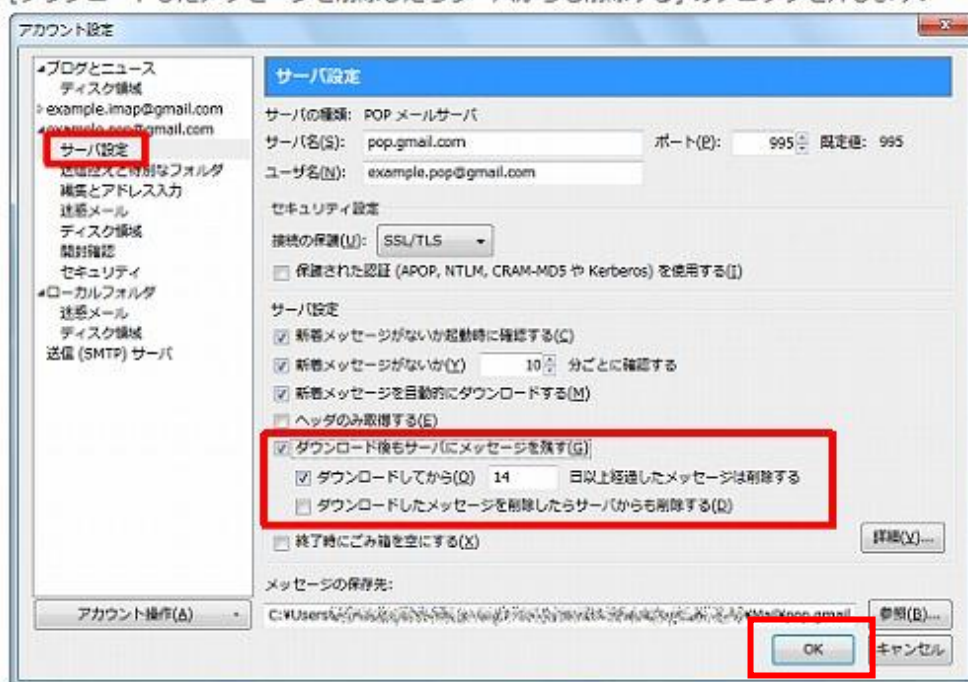 アカウント設定
サーバ設定
▲ブログとニュース
ディスク領域
example.imap@gmail.com
example.pop@gmail.com
サーバ設定
送信控えと特別なフォルダ
編集とアドレス入力
迷惑メール
ディスク領域
開封確認
セキュリティ
▲ローカルフォルダ
迷惑メール
ディスク領域
送信 (SMTP) サーバ
アカウント操作(A)
サーバの種類: POP メールサーバ
サーバ名(S): pop.gmail.com ポート(P): 995 既定値: 995
ユーザ名(N): example.pop@gmail.com
セキュリティ設定
接続の保護(U): SSL/TLS
保護された認証 (APOP, NTLM, CRAM-MD5 や Kerberos) を使用する(I)
サーバ設定
新着メッセージがないか起動時に確認する(C)
新着メッセージがないか(Y) 10 分ごとに確認する
新着メッセージを自動的にダウンロードする(M)
ヘッダのみ取得する(E)
ダウンロード後もサーバにメッセージを残す(G)
ダウンロードしてから(O) 14 日以上経過したメッセージは削除する
ダウンロードしたメッセージを削除したらサーバからも削除する(D)
終了時にごみ箱を空にする(X)
詳細(V)...
メッセージの保存先:
C:¥Users¥ ¥Mail¥pop.gmail 参照(B)...
OK キャンセル